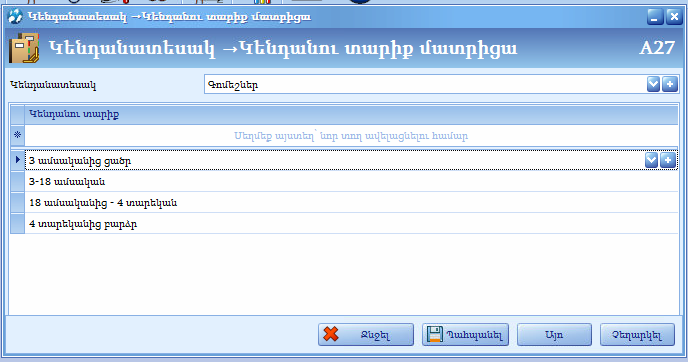 Կենդանատեսակ →Կենդանու տարիք մատրիցա
Կենդանատեսակ →Կենդանու տարիք մատրիցա A27
Կենդանատեսակ Գոմեշներ
Կենդանու տարիք
Սեղմեք այստեղ՝ նոր տող ավելացնելու համար
3 ամսականից ցածր
3-18 ամսական
18 ամսականից - 4 տարեկան
4 տարեկանից բարձր
Ջնջել Պահպանել Այո Չեղարկել